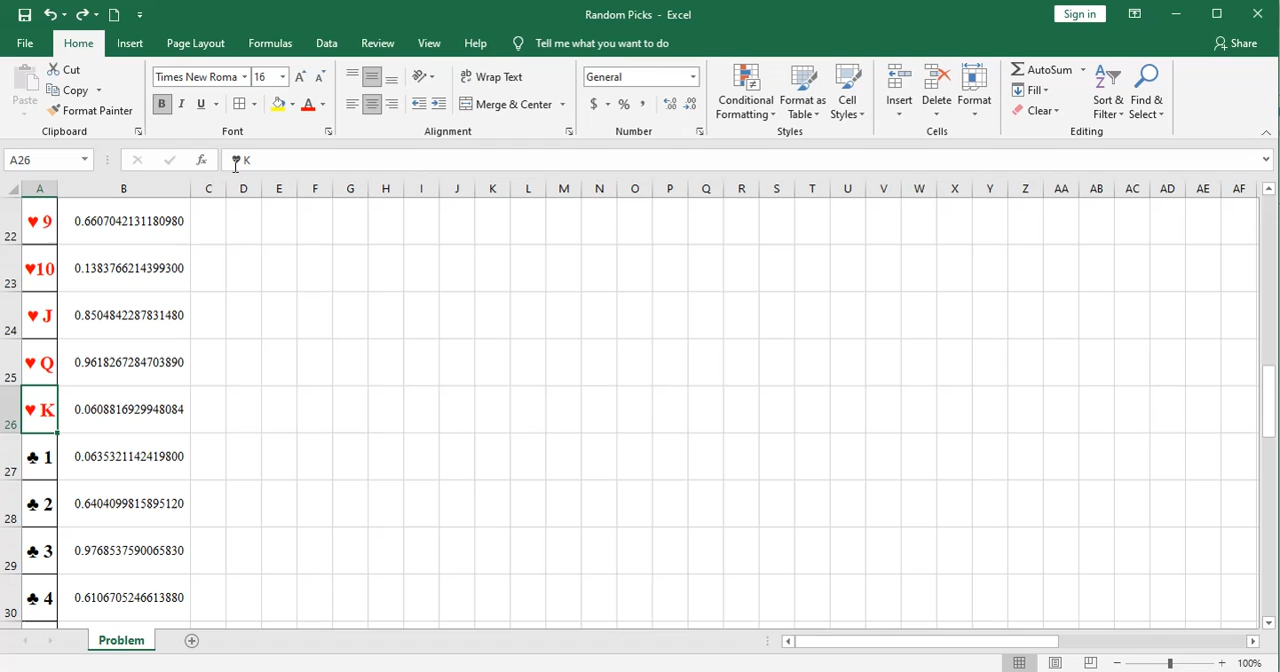 Random Picks - Excel
Sign in
File Home Insert Page Layout Formulas Data Review View Help Tell me what you want to do Share
Paste
Cut
Copy
Format Painter
Clipboard
Times New Roma 16
B I U A
Font
ab Wrap Text
Merge & Center
Alignment
General
$ % ,
Number
Conditional Formatting
Format as Table
Cell Styles
Styles
Insert
Delete
Format
Cells
AutoSum
Fill
Clear
Sort & Filter
Find & Select
Editing
A26 fx ♥ K
A B C D E F G H I J K L M N O P Q R S T U V W X Y Z AA AB AC AD AE AF
22 ♥ 9 0.6607042131180980
23 ♥10 0.1383766214399300
24 ♥ J 0.8504842287831480
25 ♥ Q 0.9618267284703890
26 ♥ K 0.0608816929948084
27 ♣ 1 0.0635321142419800
28 ♣ 2 0.6404099815895120
29 ♣ 3 0.9768537590065830
30 ♣ 4 0.6106705246613880
Problem
100%